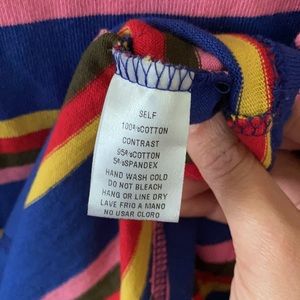 SELF
100%COTTON
CONTRAST
95%COTTON
5%SPANDEX
HAND WASH COLD
DO NOT BLEACH
HANG OR LINE DRY
LAVE FRIO A MANO
NO USAR CLORO